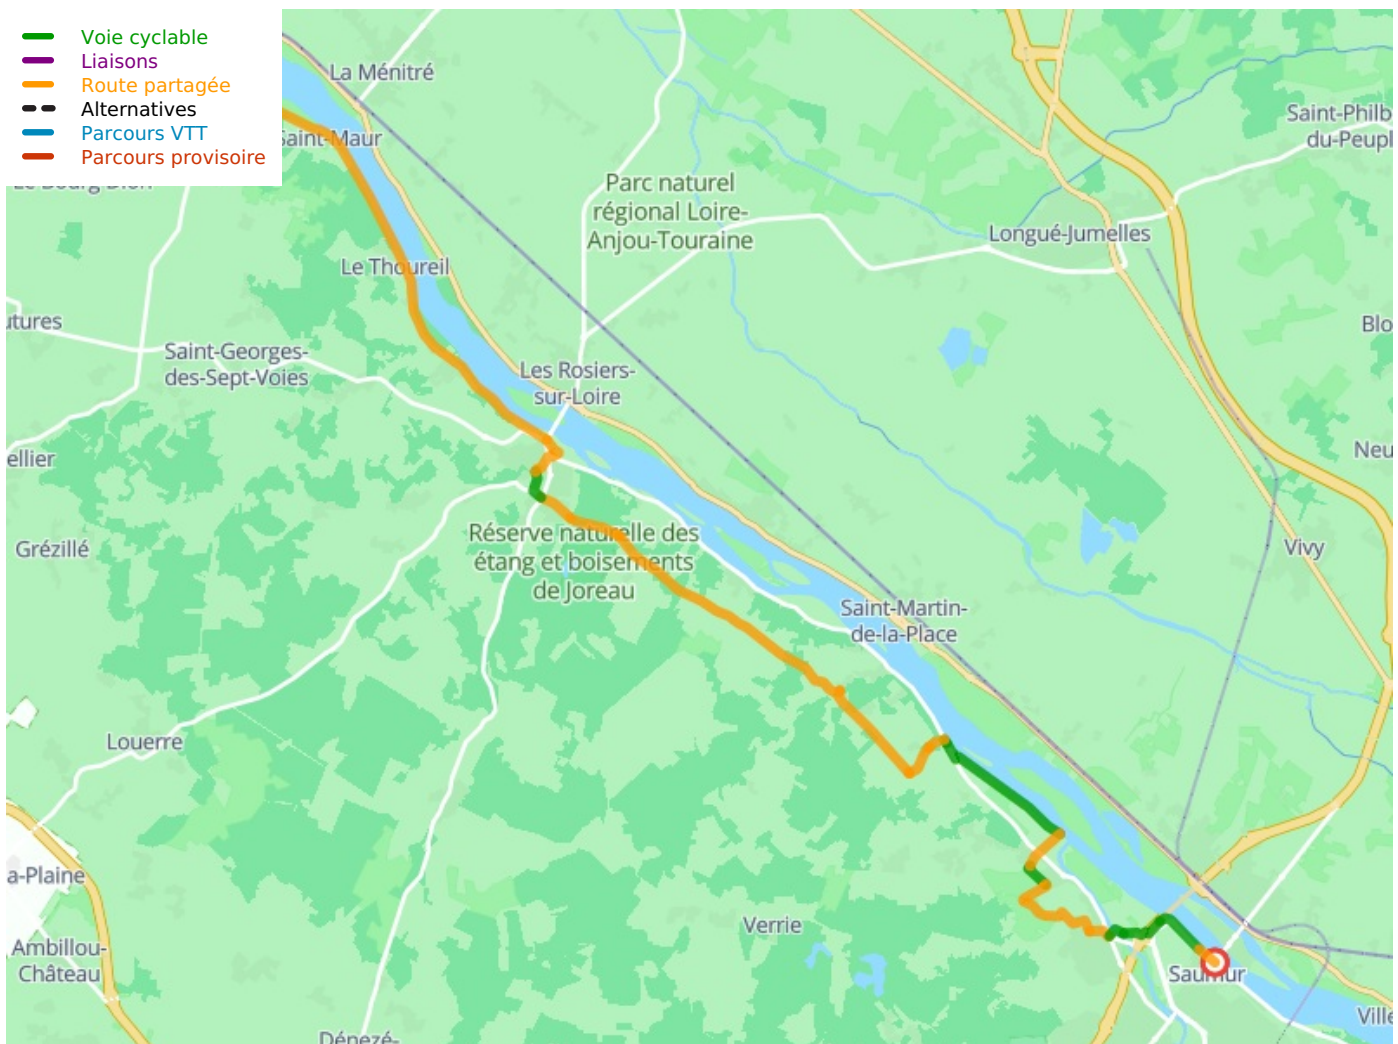 Voie cyclable
Liaisons
Route partagée
Alternatives
Parcours VTT
Parcours provisoire
La Ménitré
Saint-Maur
Saint-Philb
du-Peupl
Parc naturel
régional Loire-
Anjou-Touraine
Longué-Jumelles
Le Thoureil
utures
Blo
Saint-Georges-
des-Sept-Voies
Les Rosiers-
sur-Loire
ellier
Neu
Réserve naturelle des
étang et boisements
de Joreau
Grézillé
Vivy
Saint-Martin-
de-la-Place
Louerre
a-Plaine
Verrie
Ambillou-
Château
Saumur
Ville
Dénezé-